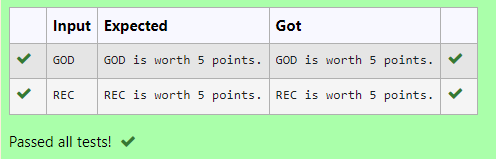 Input Expected Got
GOD GOD is worth 5 points. GOD is worth 5 points.
REC REC is worth 5 points. REC is worth 5 points.
Passed all tests!